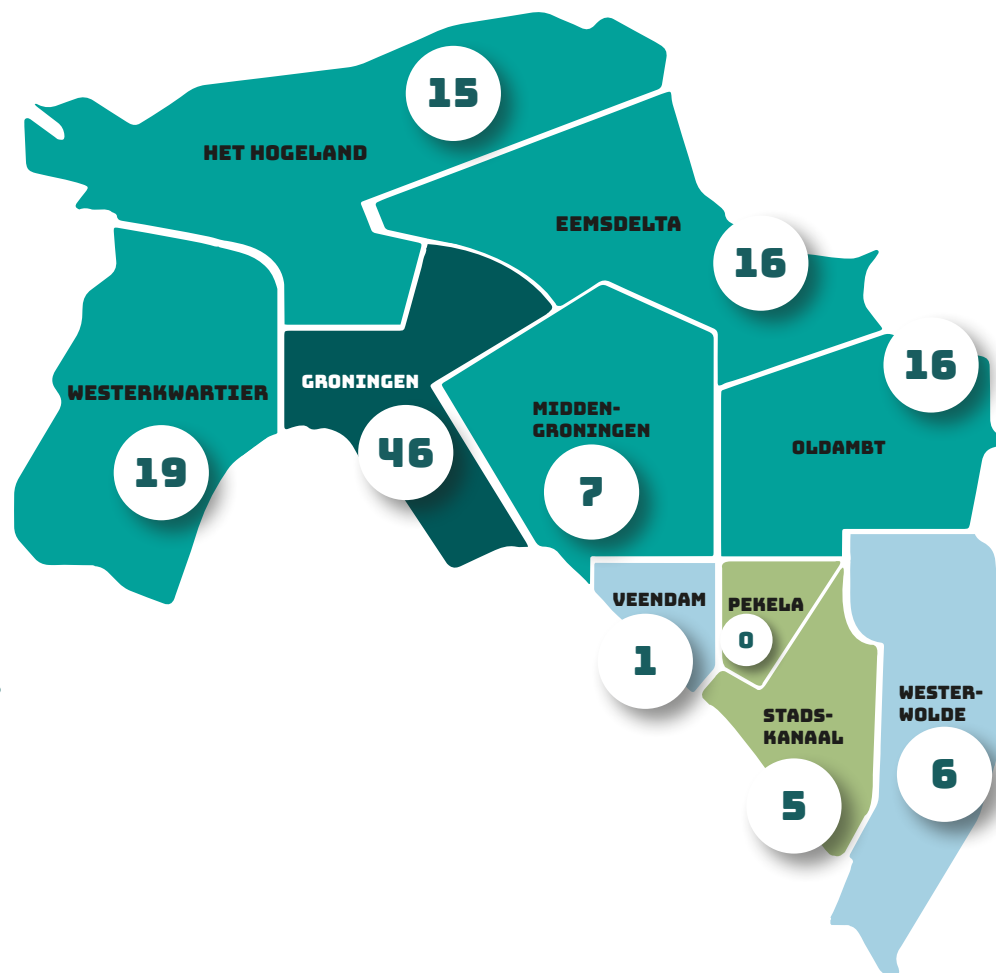 15
HET HOGELAND
EEMSDELTA
16
16
GRONINGEN
WESTERKWARTIER
MIDDEN-
GRONINGEN
OLDAMBT
46
19
7
VEENDAM
PEKELA
0
1
WESTER-
WOLDE
STADS-
KANAAL
6
5